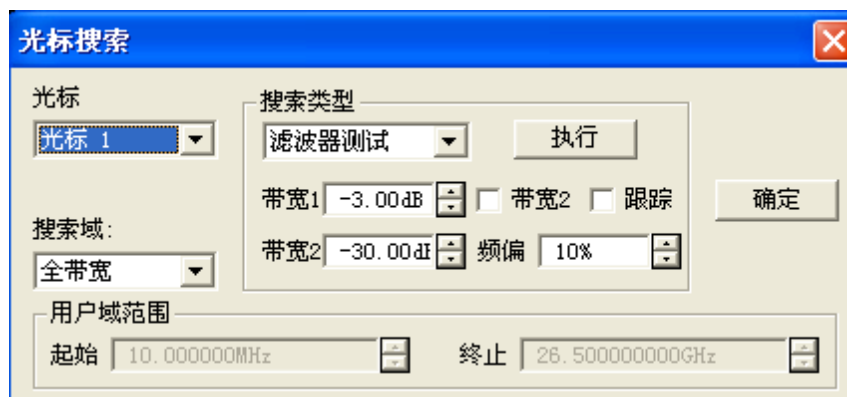 光标搜索
光标
光标 1
搜索类型
滤波器测试
执行
带宽1 -3.00dB 带宽2 跟踪
确定
搜索域:
全带宽
带宽2 -30.00dB 频偏 10%
用户域范围
起始 10.000000MHz 终止 26.500000000GHz